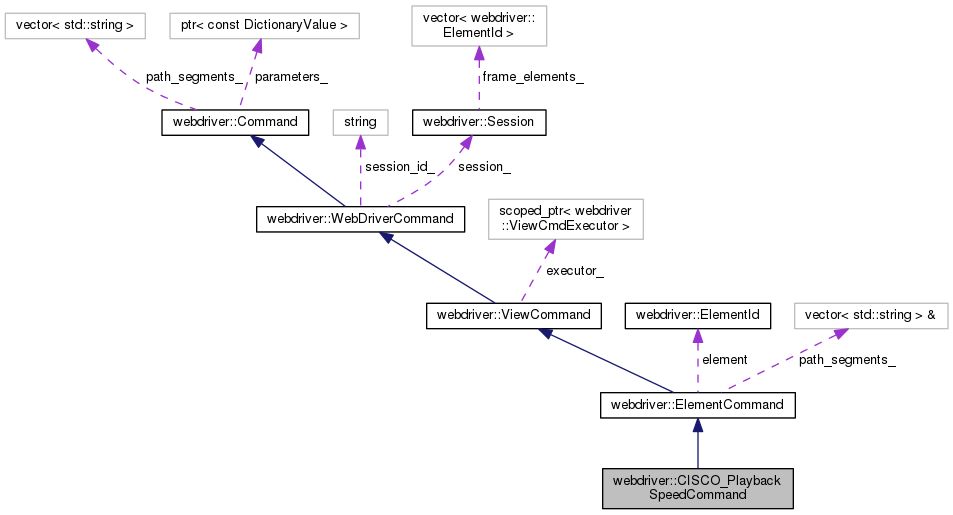 vector< std::string >
ptr< const DictionaryValue >
vector< webdriver::
ElementId >
path_segments_
parameters_
frame_elements_
webdriver::Command
string
webdriver::Session
session_id_
session_
webdriver::WebDriverCommand
scoped_ptr< webdriver
::ViewCmdExecutor >
executor_
webdriver::ViewCommand
webdriver::ElementId
vector< std::string > &
element
path_segments_
webdriver::ElementCommand
webdriver::CISCO_Playback
SpeedCommand